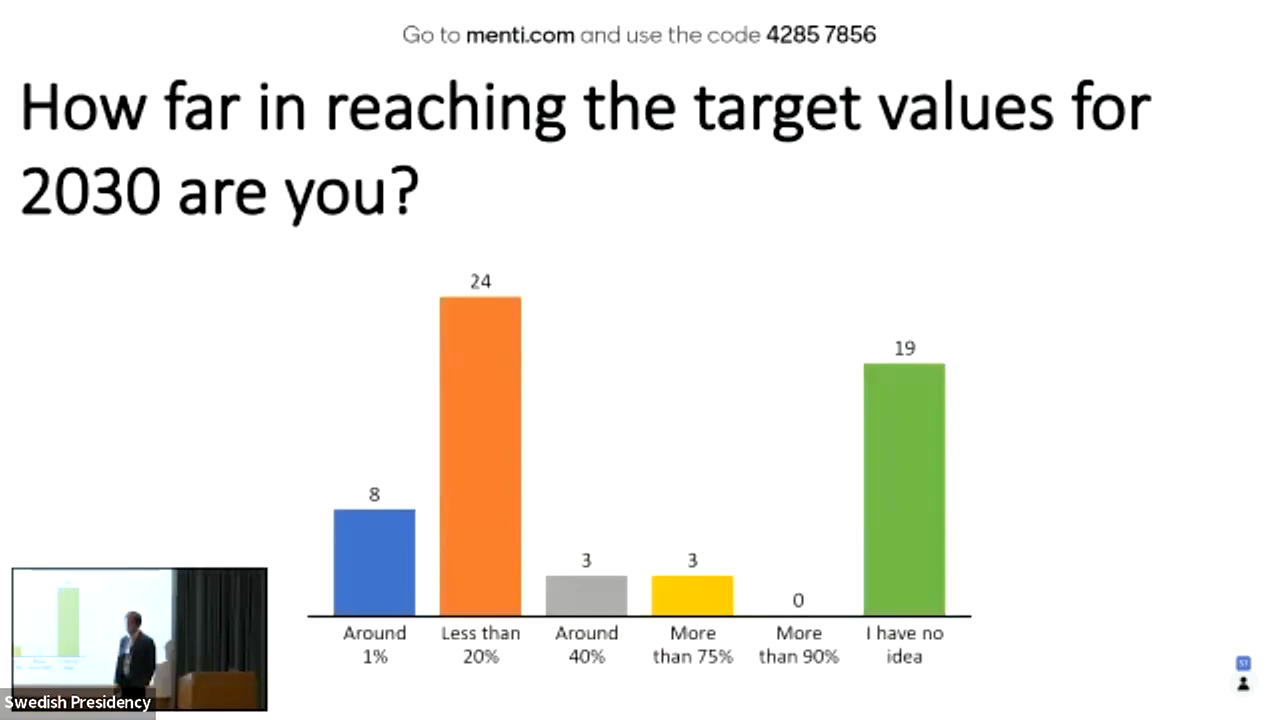 Go to menti.com and use the code 4285 7856
How far in reaching the target values for
2030 are you?
24
19
8
3
3
0
Around
1%
Less than
20%
Around
40%
More
than 75%
More
than 90%
I have no
idea
57
Swedish Presidency